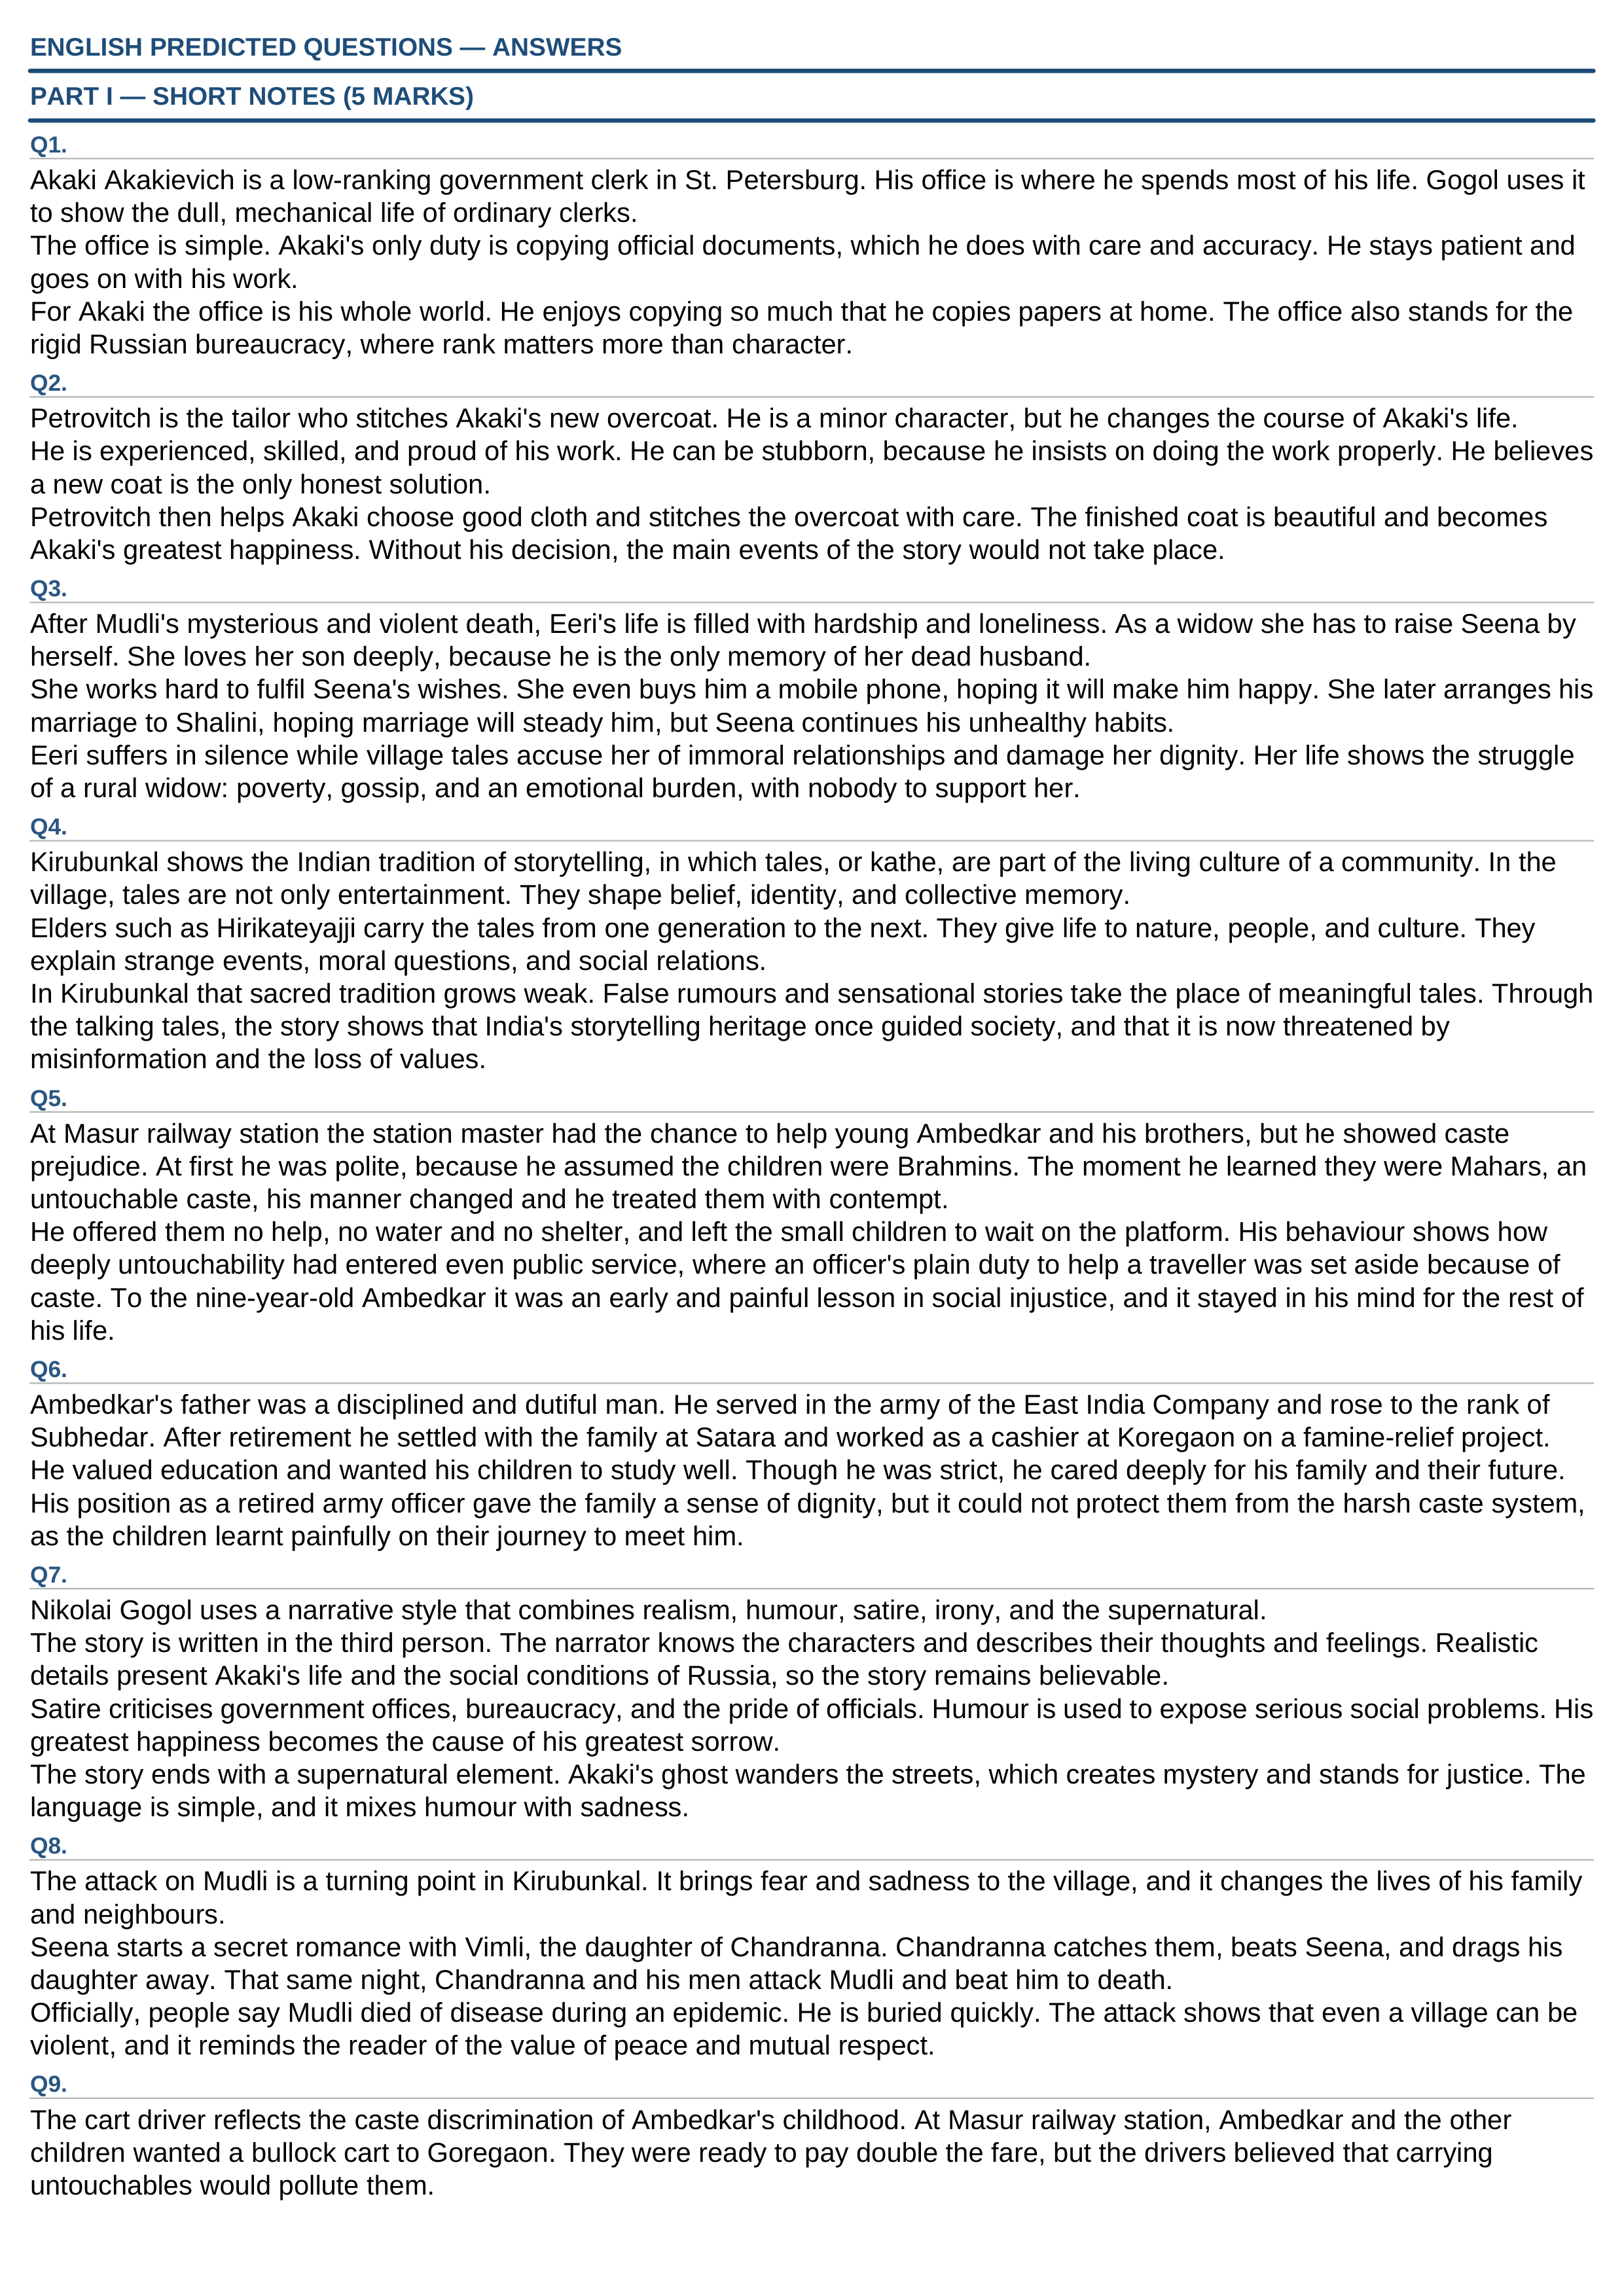 ENGLISH PREDICTED QUESTIONS — ANSWERS
PART I — SHORT NOTES (5 MARKS)
Q1.
Akaki Akakievich is a low-ranking government clerk in St. Petersburg. His office is where he spends most of his life. Gogol uses it
to show the dull, mechanical life of ordinary clerks.
The office is simple. Akaki's only duty is copying official documents, which he does with care and accuracy. He stays patient and
goes on with his work.
For Akaki the office is his whole world. He enjoys copying so much that he copies papers at home. The office also stands for the
rigid Russian bureaucracy, where rank matters more than character.
Q2.
Petrovitch is the tailor who stitches Akaki's new overcoat. He is a minor character, but he changes the course of Akaki's life.
He is experienced, skilled, and proud of his work. He can be stubborn, because he insists on doing the work properly. He believes
a new coat is the only honest solution.
Petrovitch then helps Akaki choose good cloth and stitches the overcoat with care. The finished coat is beautiful and becomes
Akaki's greatest happiness. Without his decision, the main events of the story would not take place.
Q3.
After Mudli's mysterious and violent death, Eeri's life is filled with hardship and loneliness. As a widow she has to raise Seena by
herself. She loves her son deeply, because he is the only memory of her dead husband.
She works hard to fulfil Seena's wishes. She even buys him a mobile phone, hoping it will make him happy. She later arranges his
marriage to Shalini, hoping marriage will steady him, but Seena continues his unhealthy habits.
Eeri suffers in silence while village tales accuse her of immoral relationships and damage her dignity. Her life shows the struggle
of a rural widow: poverty, gossip, and an emotional burden, with nobody to support her.
Q4.
Kirubunkal shows the Indian tradition of storytelling, in which tales, or kathe, are part of the living culture of a community. In the
village, tales are not only entertainment. They shape belief, identity, and collective memory.
Elders such as Hirikateyajji carry the tales from one generation to the next. They give life to nature, people, and culture. They
explain strange events, moral questions, and social relations.
In Kirubunkal that sacred tradition grows weak. False rumours and sensational stories take the place of meaningful tales. Through
the talking tales, the story shows that India's storytelling heritage once guided society, and that it is now threatened by
misinformation and the loss of values.
Q5.
At Masur railway station the station master had the chance to help young Ambedkar and his brothers, but he showed caste
prejudice. At first he was polite, because he assumed the children were Brahmins. The moment he learned they were Mahars, an
untouchable caste, his manner changed and he treated them with contempt.
He offered them no help, no water and no shelter, and left the small children to wait on the platform. His behaviour shows how
deeply untouchability had entered even public service, where an officer's plain duty to help a traveller was set aside because of
caste. To the nine-year-old Ambedkar it was an early and painful lesson in social injustice, and it stayed in his mind for the rest of
his life.
Q6.
Ambedkar's father was a disciplined and dutiful man. He served in the army of the East India Company and rose to the rank of
Subhedar. After retirement he settled with the family at Satara and worked as a cashier at Koregaon on a famine-relief project.
He valued education and wanted his children to study well. Though he was strict, he cared deeply for his family and their future.
His position as a retired army officer gave the family a sense of dignity, but it could not protect them from the harsh caste system,
as the children learnt painfully on their journey to meet him.
Q7.
Nikolai Gogol uses a narrative style that combines realism, humour, satire, irony, and the supernatural.
The story is written in the third person. The narrator knows the characters and describes their thoughts and feelings. Realistic
details present Akaki's life and the social conditions of Russia, so the story remains believable.
Satire criticises government offices, bureaucracy, and the pride of officials. Humour is used to expose serious social problems. His
greatest happiness becomes the cause of his greatest sorrow.
The story ends with a supernatural element. Akaki's ghost wanders the streets, which creates mystery and stands for justice. The
language is simple, and it mixes humour with sadness.
Q8.
The attack on Mudli is a turning point in Kirubunkal. It brings fear and sadness to the village, and it changes the lives of his family
and neighbours.
Seena starts a secret romance with Vimli, the daughter of Chandranna. Chandranna catches them, beats Seena, and drags his
daughter away. That same night, Chandranna and his men attack Mudli and beat him to death.
Officially, people say Mudli died of disease during an epidemic. He is buried quickly. The attack shows that even a village can be
violent, and it reminds the reader of the value of peace and mutual respect.
Q9.
The cart driver reflects the caste discrimination of Ambedkar's childhood. At Masur railway station, Ambedkar and the other
children wanted a bullock cart to Goregaon. They were ready to pay double the fare, but the drivers believed that carrying
untouchables would pollute them.